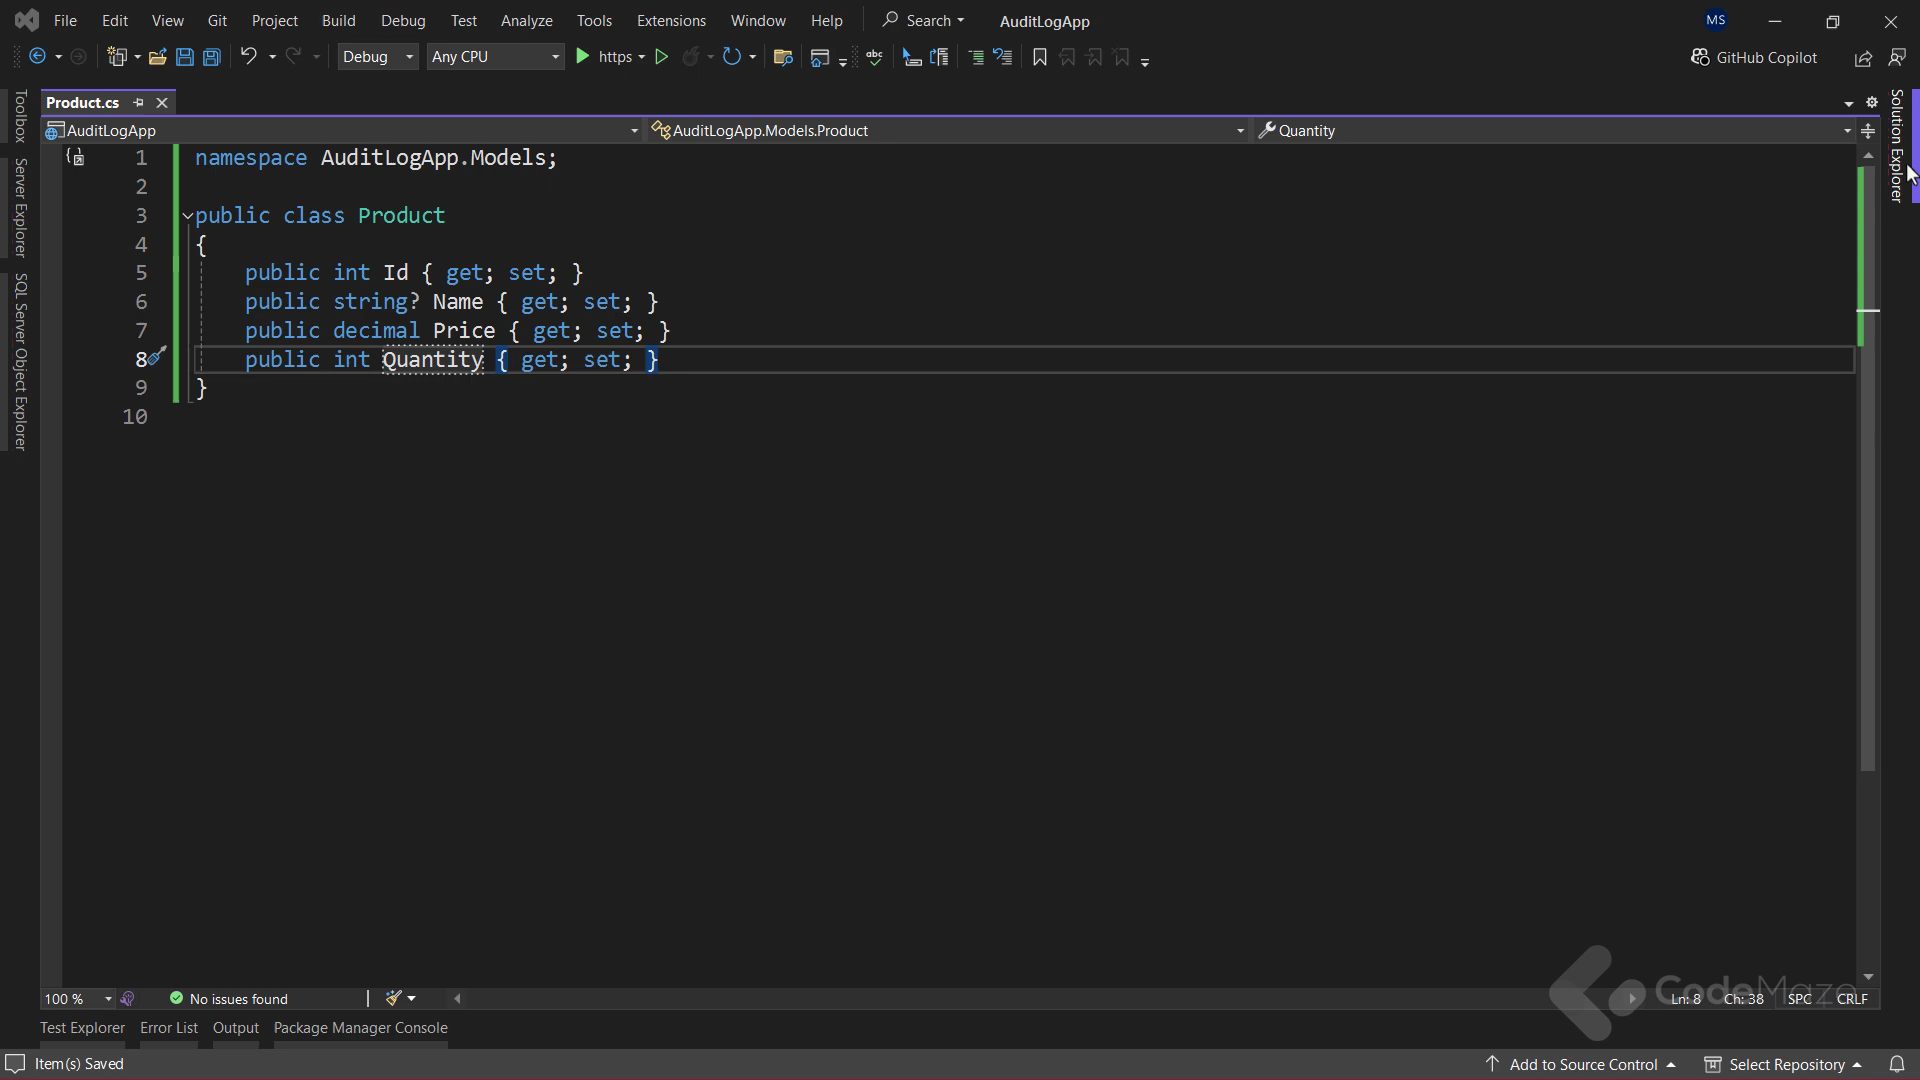 File Edit View Git Project Build Debug Test Analyze Tools Extensions Window Help Search AuditLogApp MS
Debug Any CPU https abc GitHub Copilot
Product.cs
AuditLogApp AuditLogApp.Models.Product Quantity
Toolbox
Server Explorer
SQL Server Object Explorer
Solution Explorer
1 namespace AuditLogApp.Models;
2
3 public class Product
4 {
5 public int Id { get; set; }
6 public string? Name { get; set; }
7 public decimal Price { get; set; }
8 public int Quantity { get; set; }
9 }
10
100 % No issues found Ln: 8 Ch: 38 SPC CRLF
CodeMaze
Test Explorer Error List Output Package Manager Console
Item(s) Saved Add to Source Control Select Repository